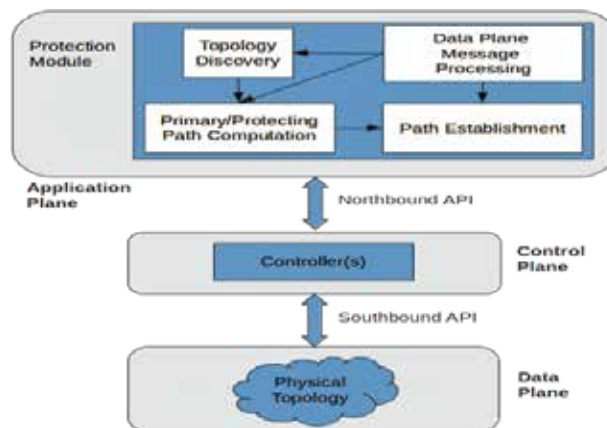 Protection
Module
Topology
Discovery
Data Plane
Message
Processing
Primary/Protecting
Path Computation
Path Establishment
Application
Plane
Northbound API
Controller(s)
Control
Plane
Southbound API
Physical
Topology
Data
Plane